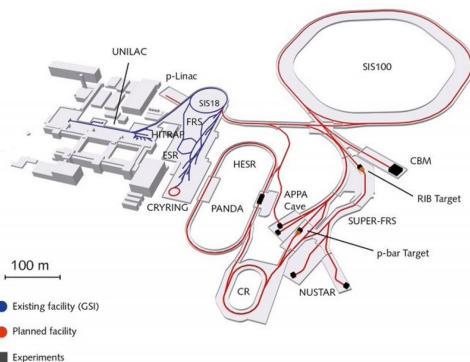 UNILAC
p-Linac
SIS18
SIS100
HITRAP
FRS
ESR
CRYRING
HESR
PANDA
APPA
Cave
CBM
RIB Target
SUPER-FRS
p-bar Target
CR
NUSTAR
100 m
Existing facility (GSI)
Planned facility
Experiments